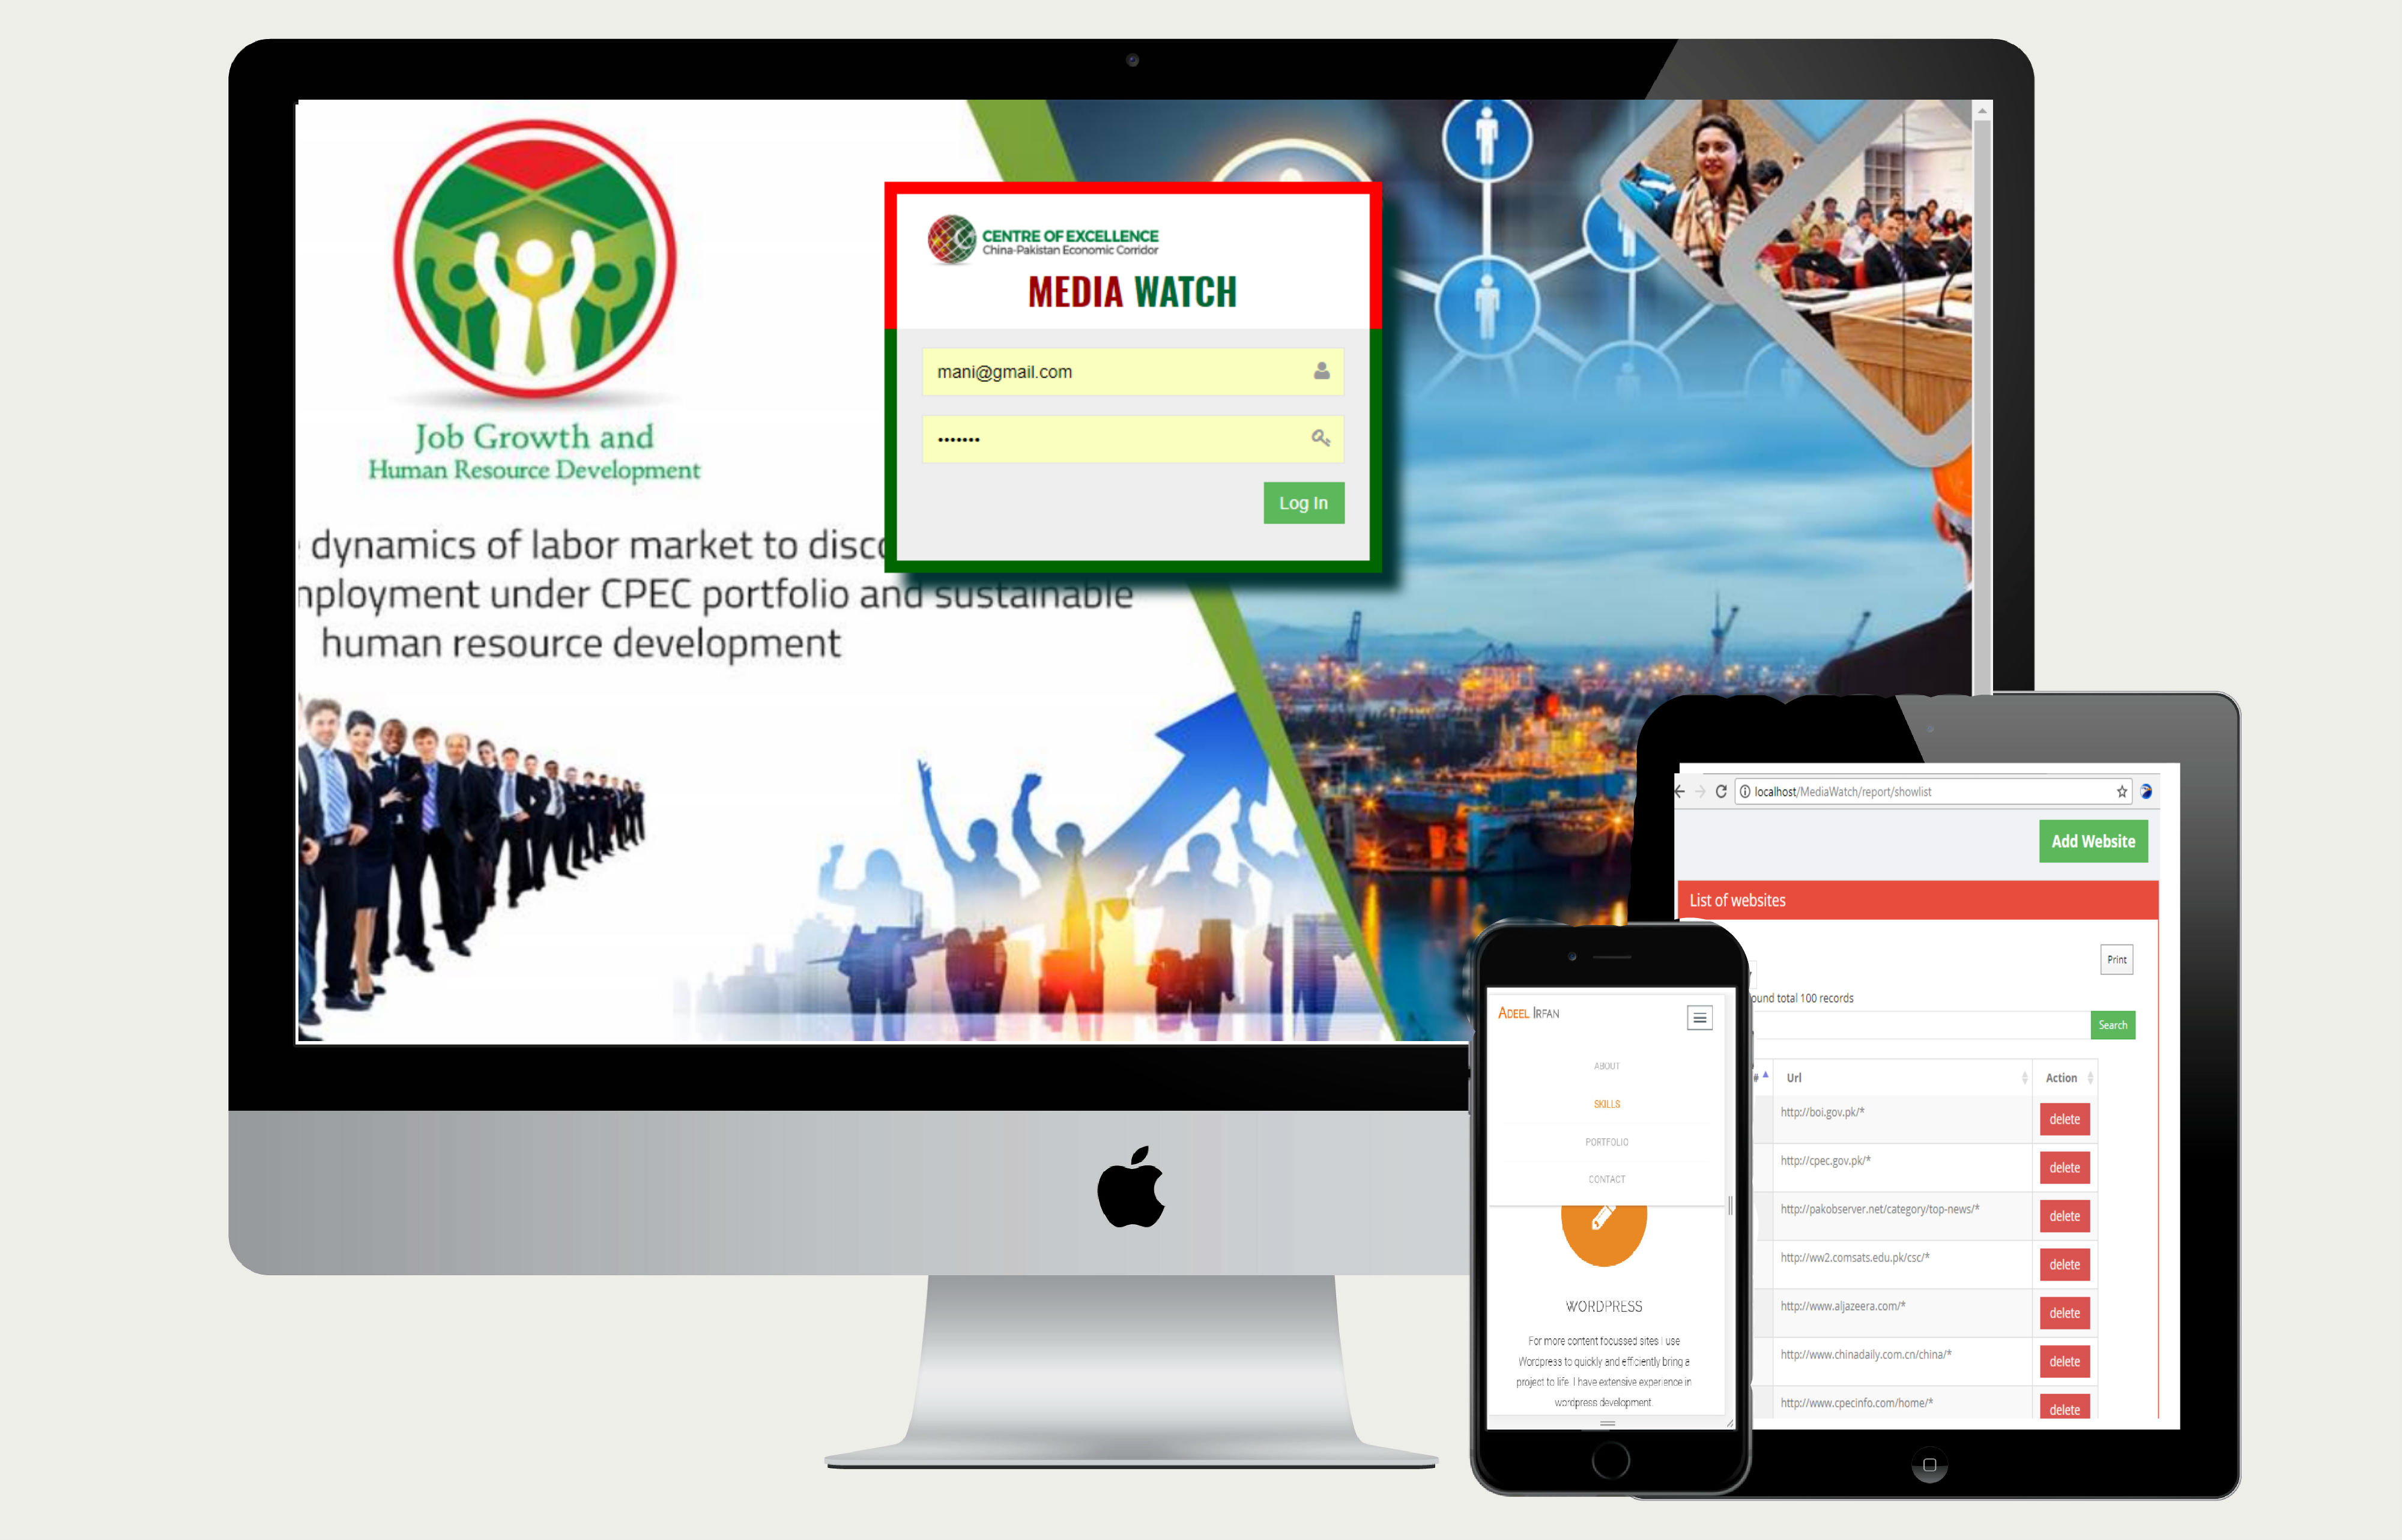 Job Growth and
Human Resource Development
dynamics of labor market to disco
mployment under CPEC portfolio and sustainable
human resource development
CENTRE OF EXCELLENCE
China-Pakistan Economic Corridor
MEDIA WATCH
mani@gmail.com
•••••••
Log In
localhost/MediaWatch/report/showlist
Add Website
List of websites
Print
ound total 100 records
Search
# Url Action
http://boi.gov.pk/* delete
http://cpec.gov.pk/* delete
http://pakobserver.net/category/top-news/* delete
http://ww2.comsats.edu.pk/csc/* delete
http://www.aljazeera.com/* delete
http://www.chinadaily.com.cn/china/* delete
http://www.cpecinfo.com/home/* delete
ADEEL IRFAN
ABOUT
SKILLS
PORTFOLIO
CONTACT
WORDPRESS
For more content focussed sites I use
Wordpress to quickly and efficiently bring a
project to life. I have extensive experience in
wordpress development.